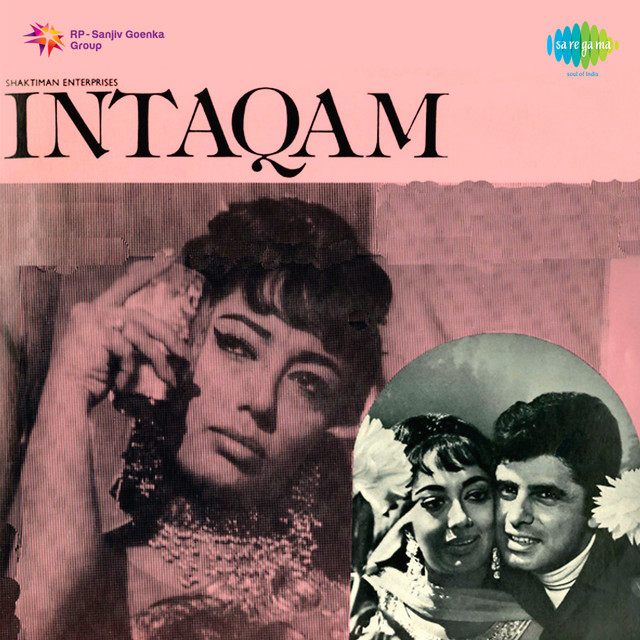 RP - Sanjiv Goenka
Group
sa re ga ma
soul of India
SHAKTIMAN ENTERPRISES
INTAQAM